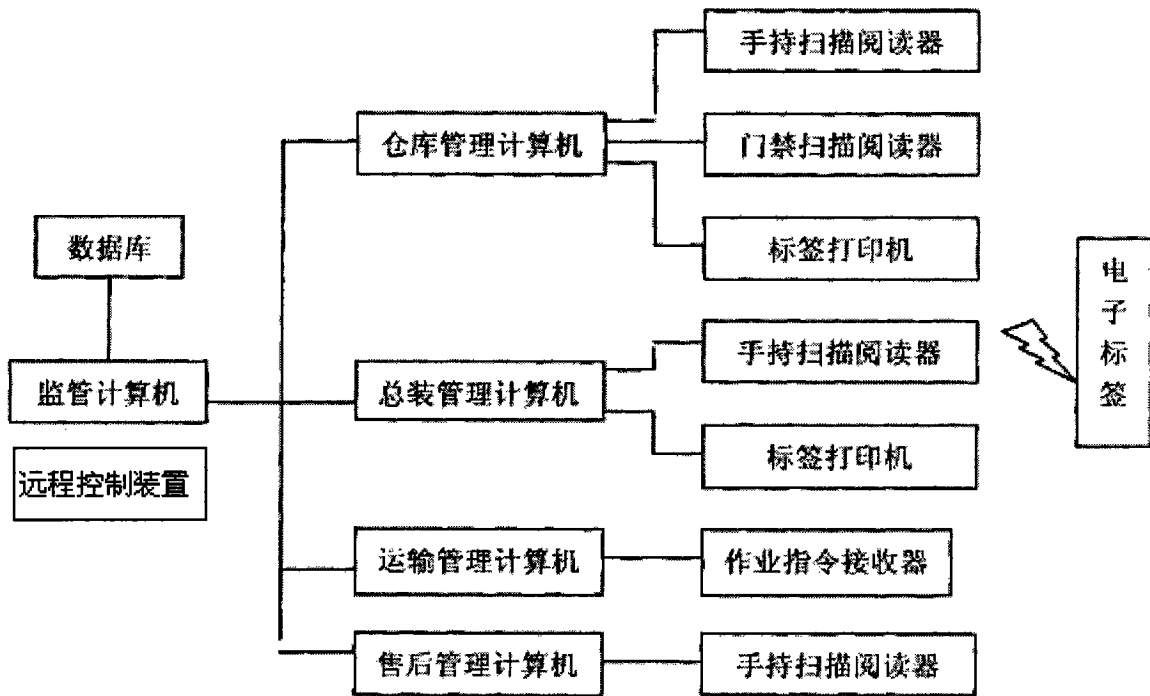 手持扫描阅读器
仓库管理计算机
门禁扫描阅读器
数据库
标签打印机
电子标签
监管计算机
总装管理计算机
手持扫描阅读器
远程控制装置
标签打印机
运输管理计算机
作业指令接收器
售后管理计算机
手持扫描阅读器